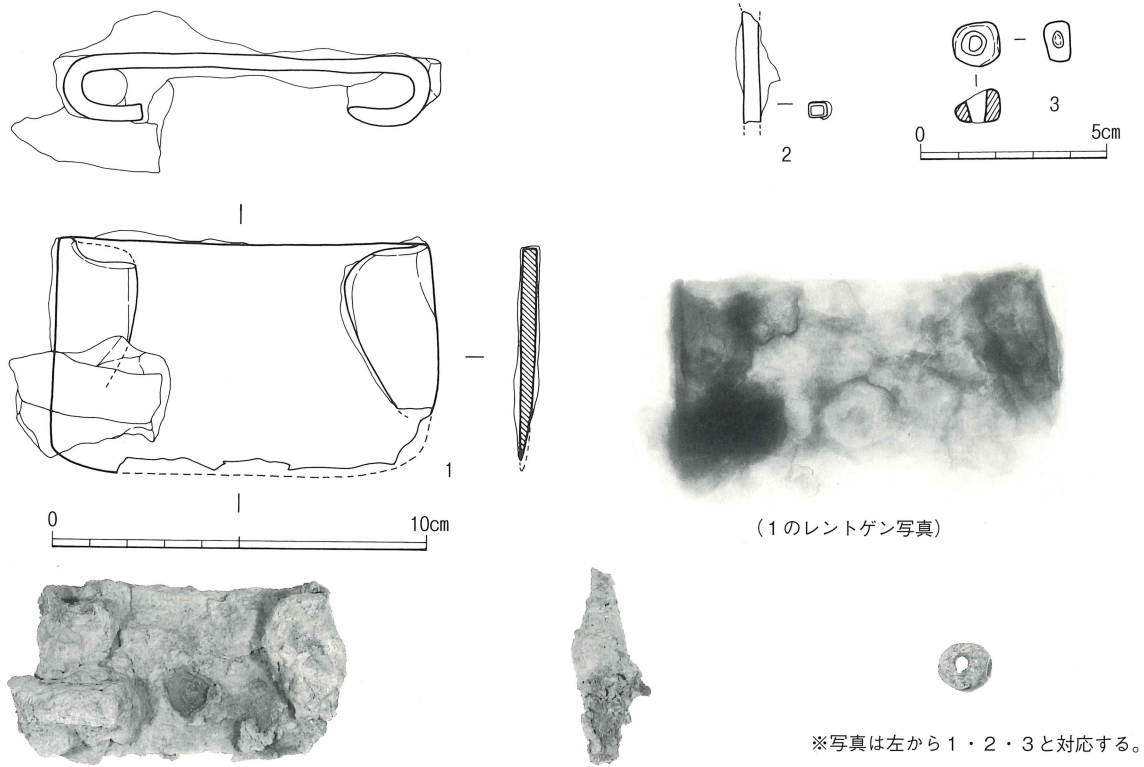 2
3
0 5cm
1
0 10cm
(1のレントゲン写真)
※写真は左から1・2・3と対応する。